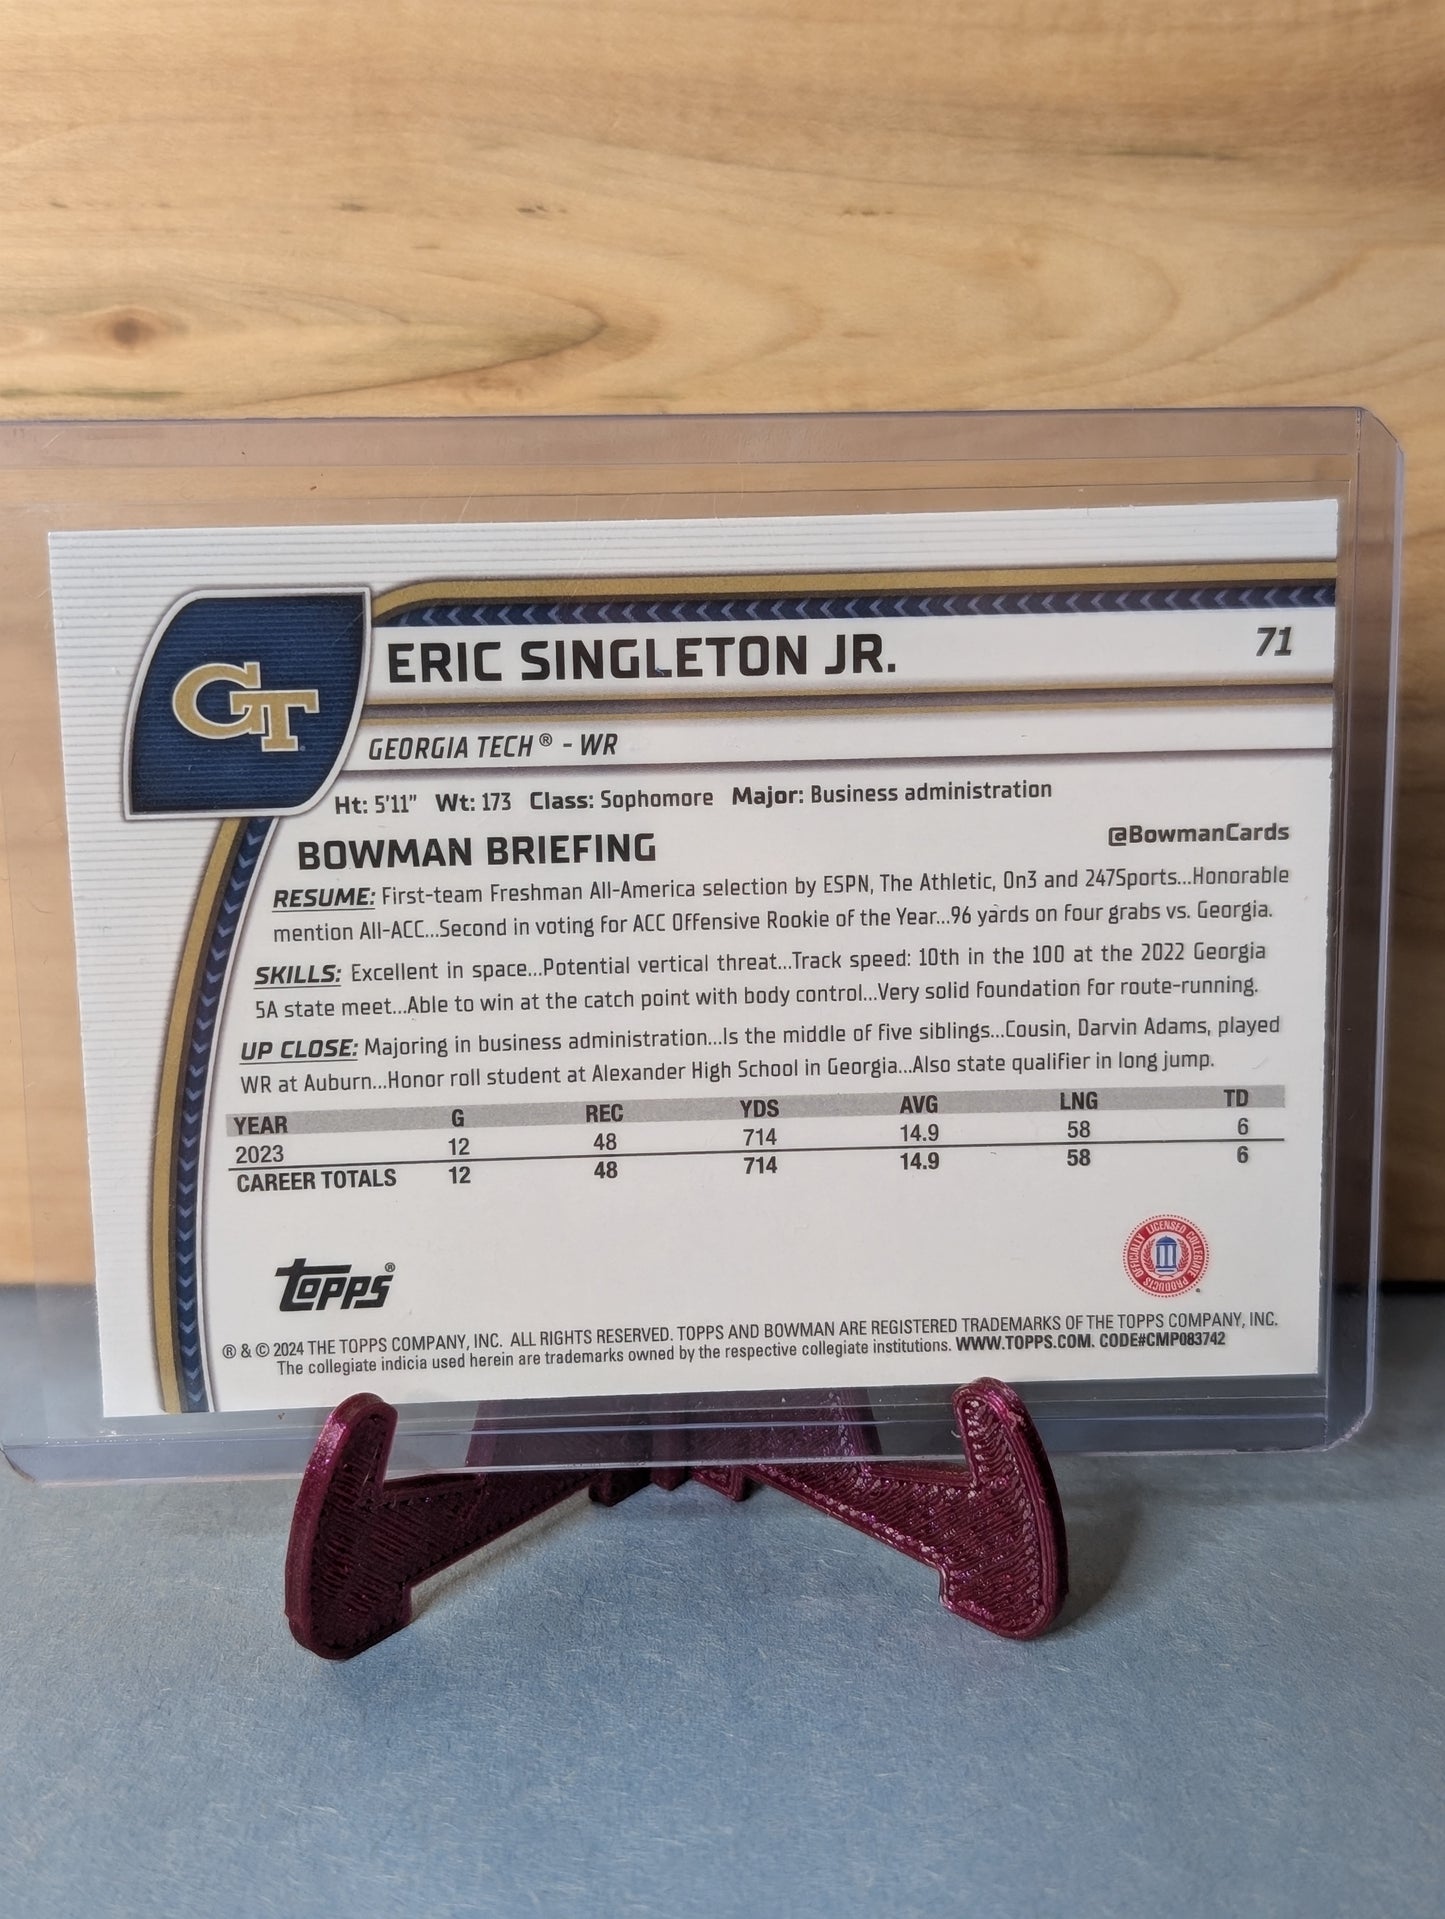 GT
ERIC SINGLETON JR.
71
GEORGIA TECH® - WR
Ht: 5'11" Wt: 173 Class: Sophomore Major: Business administration
BOWMAN BRIEFING
@BowmanCards
RESUME: First-team Freshman All-America selection by ESPN, The Athletic, On3 and 247Sports...Honorable
mention All-ACC...Second in voting for ACC Offensive Rookie of the Year...96 yards on four grabs vs. Georgia.
SKILLS: Excellent in space...Potential vertical threat...Track speed: 10th in the 100 at the 2022 Georgia
5A state meet...Able to win at the catch point with body control...Very solid foundation for route-running.
UP CLOSE: Majoring in business administration...Is the middle of five siblings...Cousin, Darvin Adams, played
WR at Auburn...Honor roll student at Alexander High School in Georgia...Also state qualifier in long jump.
YEAR G REC YDS AVG LNG TD
2023 12 48 714 14.9 58 6
CAREER TOTALS 12 48 714 14.9 58 6
Topps®
OFFICIALLY LICENSED COLLEGIATE PRODUCTS
® & © 2024 THE TOPPS COMPANY, INC. ALL RIGHTS RESERVED. TOPPS AND BOWMAN ARE REGISTERED TRADEMARKS OF THE TOPPS COMPANY, INC.
The collegiate indicia used herein are trademarks owned by the respective collegiate institutions. WWW.TOPPS.COM. CODE#CMP083742